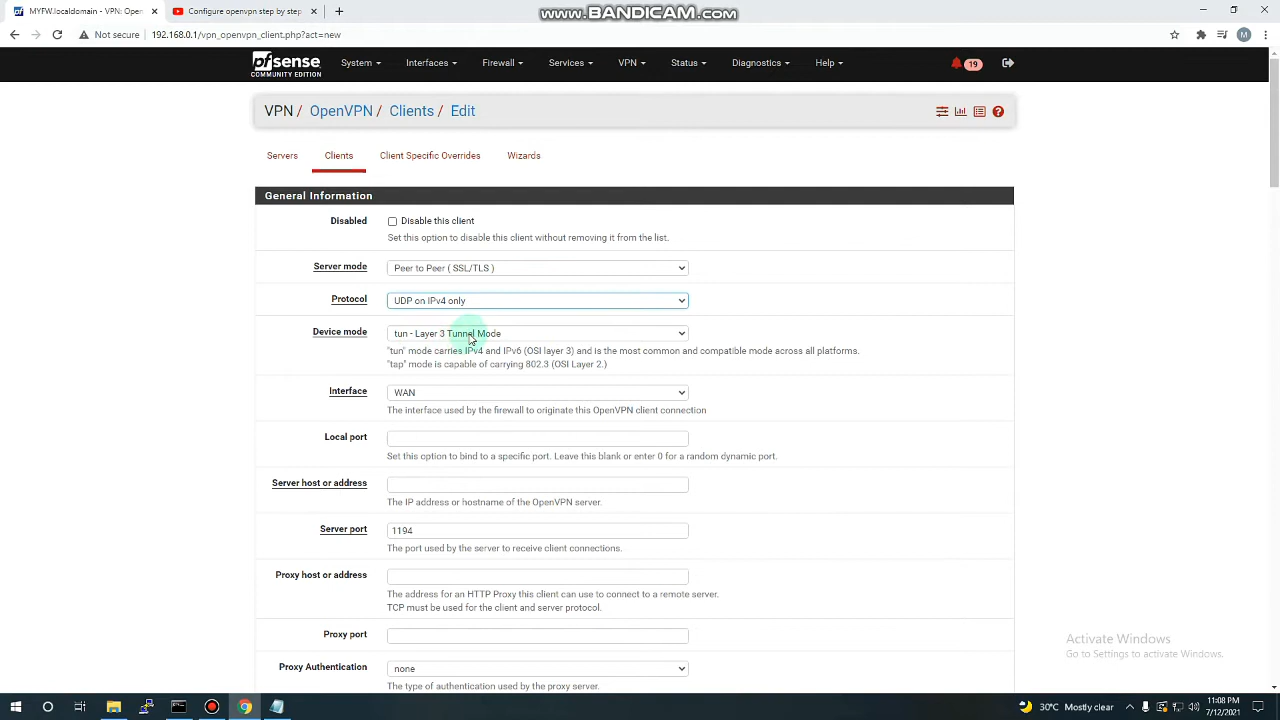 www.BANDICAM.com
MYFW.localdomain - VPN: Open
Configure openvpn step by step
Not secure
192.168.0.1/vpn_openvpn_client.php?act=new
M
pfsense
COMMUNITY EDITION
System
Interfaces
Firewall
Services
VPN
Status
Diagnostics
Help
19
VPN / OpenVPN / Clients / Edit
Servers
Clients
Client Specific Overrides
Wizards
General Information
Disabled
Disable this client
Set this option to disable this client without removing it from the list.
Server mode
Peer to Peer ( SSL/TLS )
Protocol
UDP on IPv4 only
Device mode
tun - Layer 3 Tunnel Mode
"tun" mode carries IPv4 and IPv6 (OSI layer 3) and is the most common and compatible mode across all platforms.
"tap" mode is capable of carrying 802.3 (OSI Layer 2.)
Interface
WAN
The interface used by the firewall to originate this OpenVPN client connection
Local port
Set this option to bind to a specific port. Leave this blank or enter 0 for a random dynamic port.
Server host or address
The IP address or hostname of the OpenVPN server.
Server port
1194
The port used by the server to receive client connections.
Proxy host or address
The address for an HTTP Proxy this client can use to connect to a remote server.
TCP must be used for the client and server protocol.
Proxy port
Proxy Authentication
none
The type of authentication used by the proxy server.
Activate Windows
Go to Settings to activate Windows.
30°C Mostly clear
11:08 PM
7/12/2021